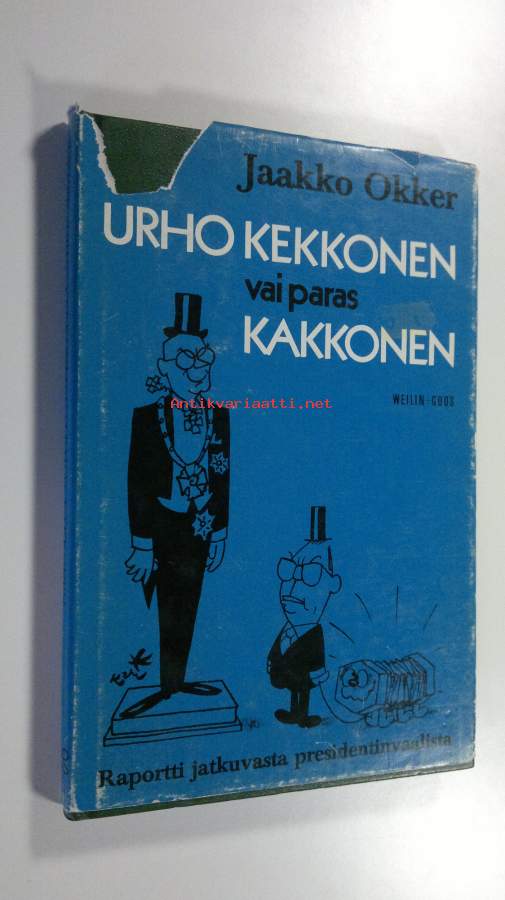 Jaakko Okker
URHO KEKKONEN
vai paras
KAKKONEN
Antikvariaatti.net
WEILIN-GÖÖS
Raportti jatkuvasta presidentinvaalista